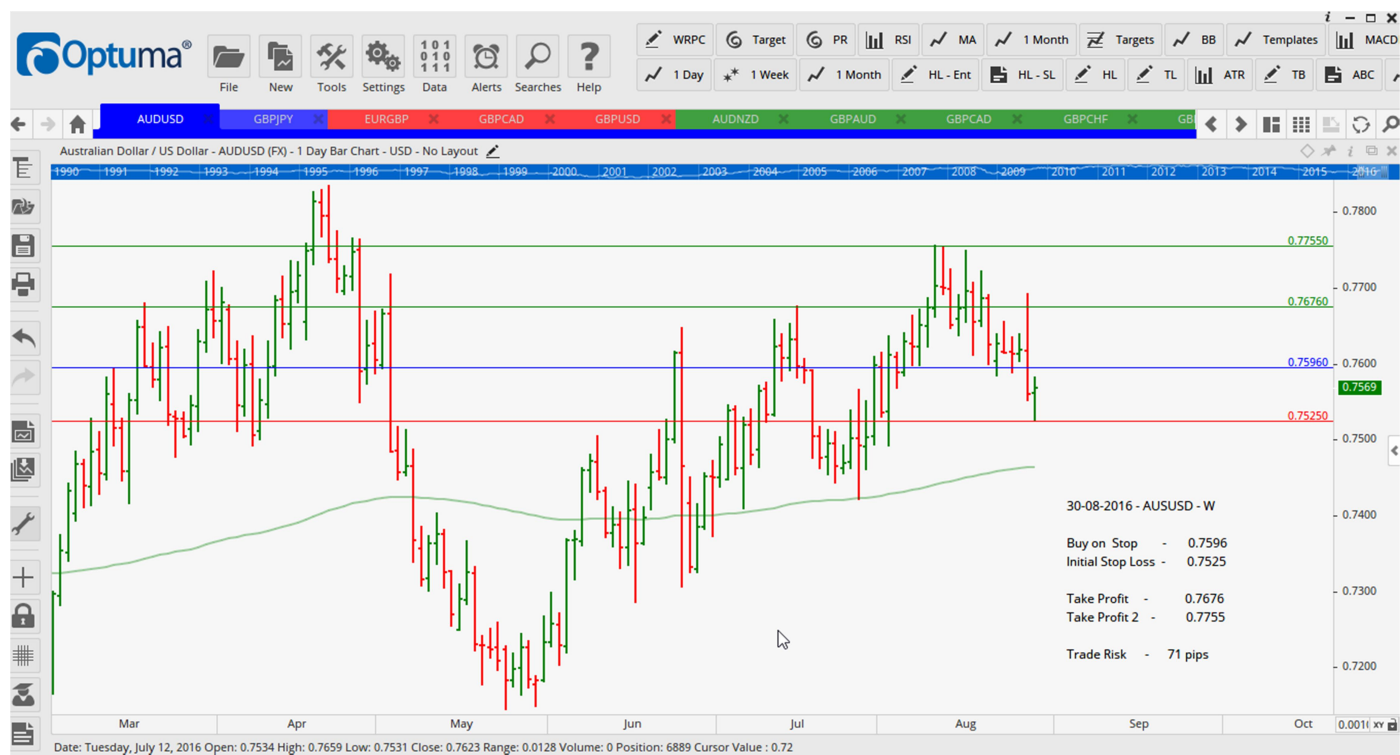 Optuma®
File New Tools Settings Data Alerts Searches Help
WRPC Target PR RSI MA 1 Month Targets BB Templates MACD
1 Day 1 Week 1 Month HL - Ent HL - SL HL TL ATR TB ABC
AUDUSD GBPJPY EURGBP GBPCAD GBPUSD AUDNZD GBPAUD GBPCAD GBPCHF GB
Australian Dollar / US Dollar - AUDUSD (FX) - 1 Day Bar Chart - USD - No Layout
1990 1991 1992 1993 1994 1995 1996 1997 1998 1999 2000 2001 2002 2003 2004 2005 2006 2007 2008 2009 2010 2011 2012 2013 2014 2015 2016
0.7800
0.77550
0.7700
0.76760
0.7600
0.75960
0.7569
0.75250
0.7500
0.7400
0.7300
0.7200
30-08-2016 - AUSUSD - W
Buy on Stop - 0.7596
Initial Stop Loss - 0.7525
Take Profit - 0.7676
Take Profit 2 - 0.7755
Trade Risk - 71 pips
Mar Apr May Jun Jul Aug Sep Oct 0.001( XY
Date: Tuesday, July 12, 2016 Open: 0.7534 High: 0.7659 Low: 0.7531 Close: 0.7623 Range: 0.0128 Volume: 0 Position: 6889 Cursor Value : 0.72